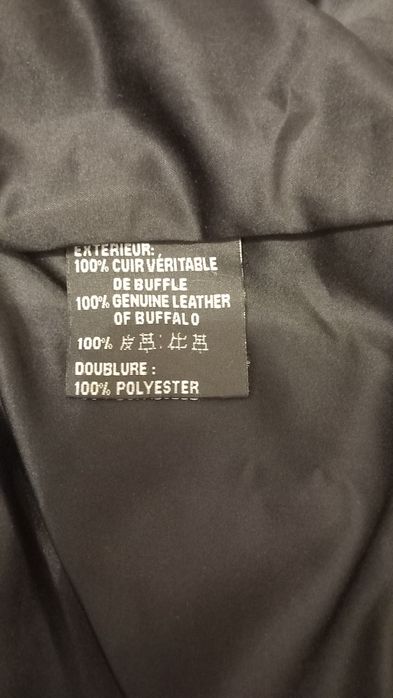 EXTERIEUR:
100% CUIR VÉRITABLE
DE BUFFLE
100% GENUINE LEATHER
OF BUFFALO
100%
DOUBLURE :
100% POLYESTER